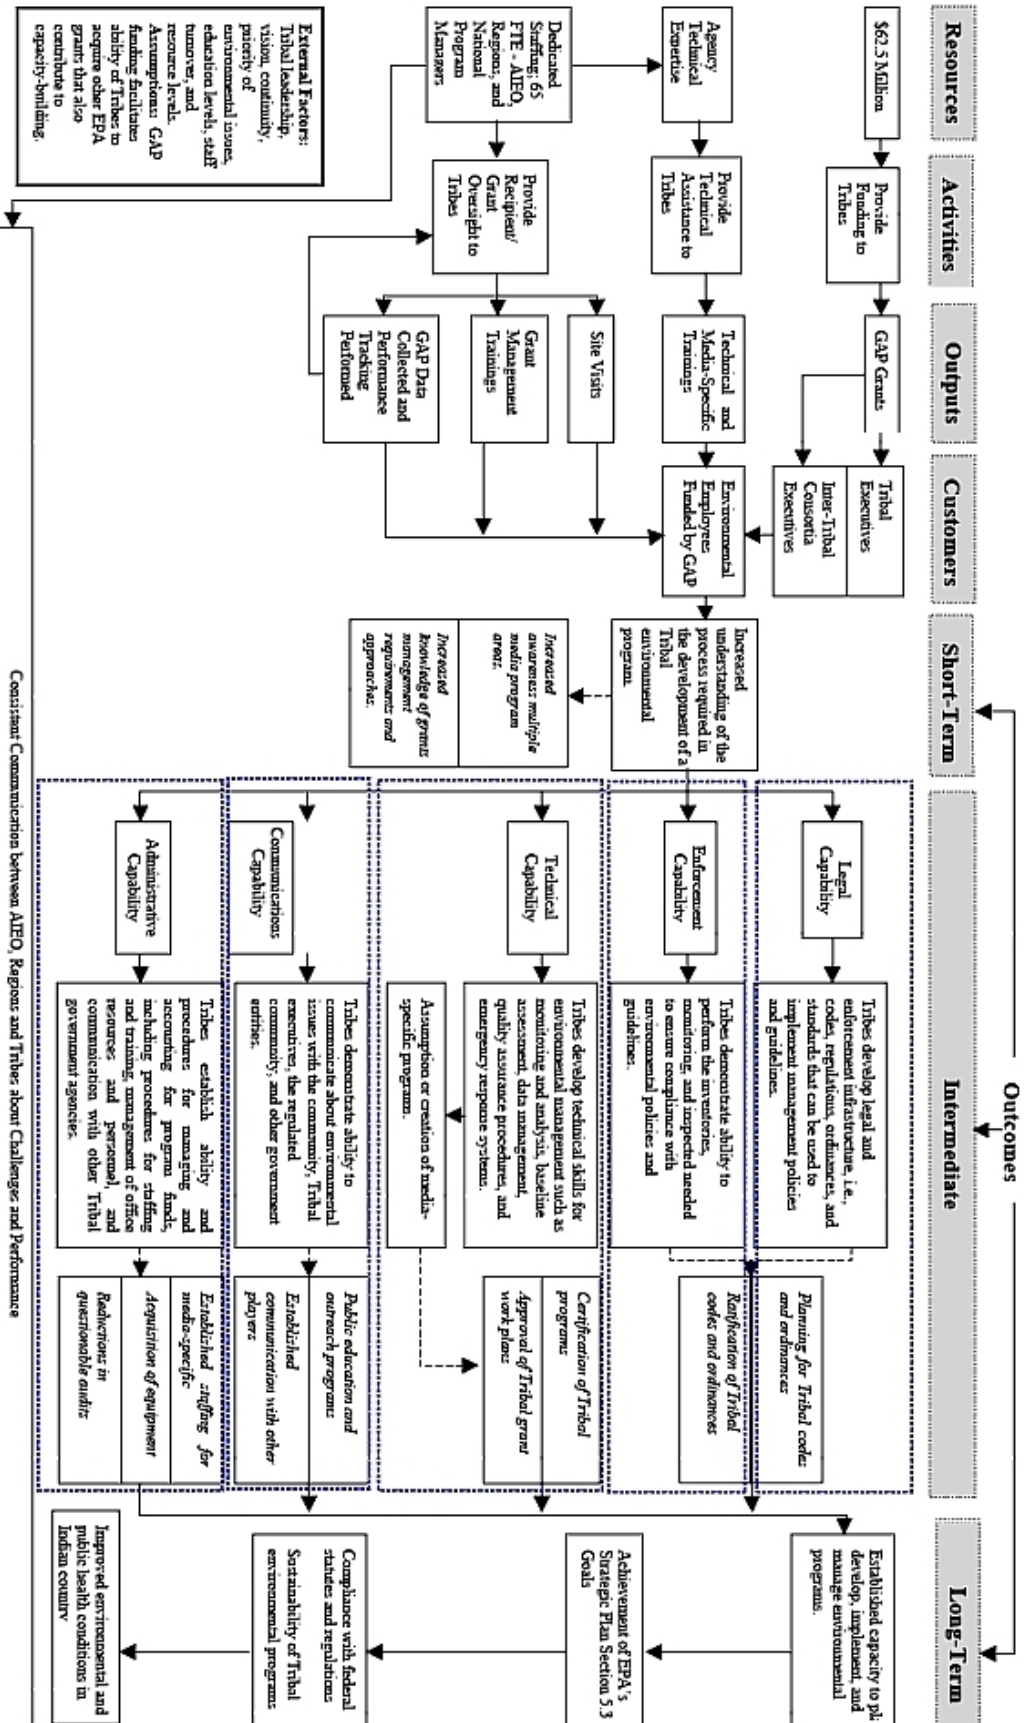 Resources
Activities
Outputs
Customers
Short-Term
Outcomes
Intermediate
Long-Term
$62.5 Million
Provide
Funding to
Tribes
GAP Grants
Tribal
Executives
Inter-Tribal
Consortia
Executives
Agency
Technical
Expertise
Provide
Technical
Assistance to
Tribes
Technical and
Media-Specific
Trainings
Environmental
Employees
Funded by GAP
Dedicated
Staffing; 65
FTE - AIEO,
Regions, and
National
Program
Managers
Provide
Recipient/
Grant
Oversight to
Tribes
Site Visits
Grant
Management
Trainings
GAP Data
Collected and
Performance
Tracking
Performed
External Factors:
Tribal leadership,
vision, continuity,
priority of
environmental issues,
education levels, staff
turnover, and
resource levels.
Assumptions: GAP
funding facilitates
ability of Tribes to
acquire other EPA
grants that also
contribute to
capacity-building.
Increased
understanding of the
process required in
the development of a
Tribal
environmental
program.
Increased
awareness multiple
media program
areas.
Increased
knowledge of grants
management
requirements and
approaches.
Legal
Capability
Tribes develop legal and
enforcement infrastructure, i.e.,
codes, regulations, ordinances, and
standards that can be used to
implement management policies
and guidelines.
Planning for Tribal codes
and ordinances
Ratification of Tribal
codes and ordinances
Enforcement
Capability
Tribes demonstrate ability to
perform the inventories,
monitoring, and inspected needed
to ensure compliance with
environmental policies and
guidelines.
Technical
Capability
Tribes develop technical skills for
environmental management such as
monitoring and analysis, baseline
assessment, data management,
quality assurance procedures, and
emergency response systems.
Assumption or creation of media-
specific programs.
Certification of Tribal
programs
Approval of Tribal grant
work plans
Communications
Capability
Tribes demonstrate ability to
communicate about environmental
issues with the community, Tribal
executives, the regulated
community, and other government
entities.
Public education and
outreach programs
Established
communication with other
players
Administrative
Capability
Tribes establish ability and
procedures for managing and
accounting for program funds,
including procedures for staffing
and training, management of office
resources and personnel, and
communication with other Tribal
government agencies.
Established staffing for
media-specific
Acquisition of equipment
Reductions in
questionable audits
Established capacity to pl
develop, implement, and
manage environmental
programs.
Achievement of EPA's
Strategic Plan Section 5.3
Goals
Compliance with federal
statutes and regulations
Sustainability of Tribal
environmental programs
Improved environmental and
public health conditions in
Indian country
Consistent Communication between AIEO, Regions and Tribes about Challenges and Performance